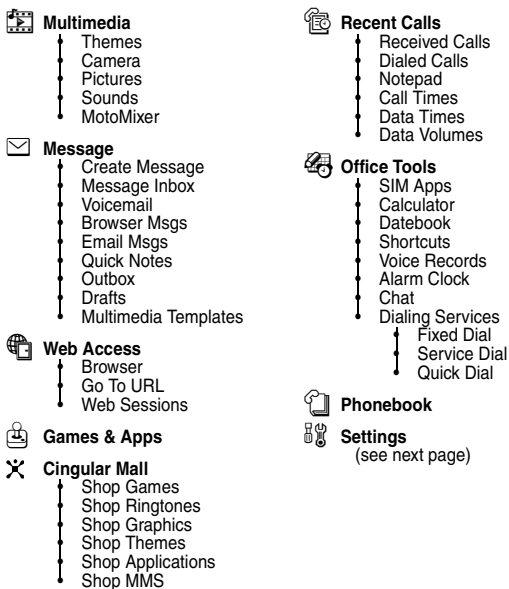 Multimedia
Themes
Camera
Pictures
Sounds
MotoMixer
Message
Create Message
Message Inbox
Voicemail
Browser Msgs
Email Msgs
Quick Notes
Outbox
Drafts
Multimedia Templates
Web Access
Browser
Go To URL
Web Sessions
Games & Apps
Cingular Mall
Shop Games
Shop Ringtones
Shop Graphics
Shop Themes
Shop Applications
Shop MMS
Recent Calls
Received Calls
Dialed Calls
Notepad
Call Times
Data Times
Data Volumes
Office Tools
SIM Apps
Calculator
Datebook
Shortcuts
Voice Records
Alarm Clock
Chat
Dialing Services
Fixed Dial
Service Dial
Quick Dial
Phonebook
Settings
(see next page)